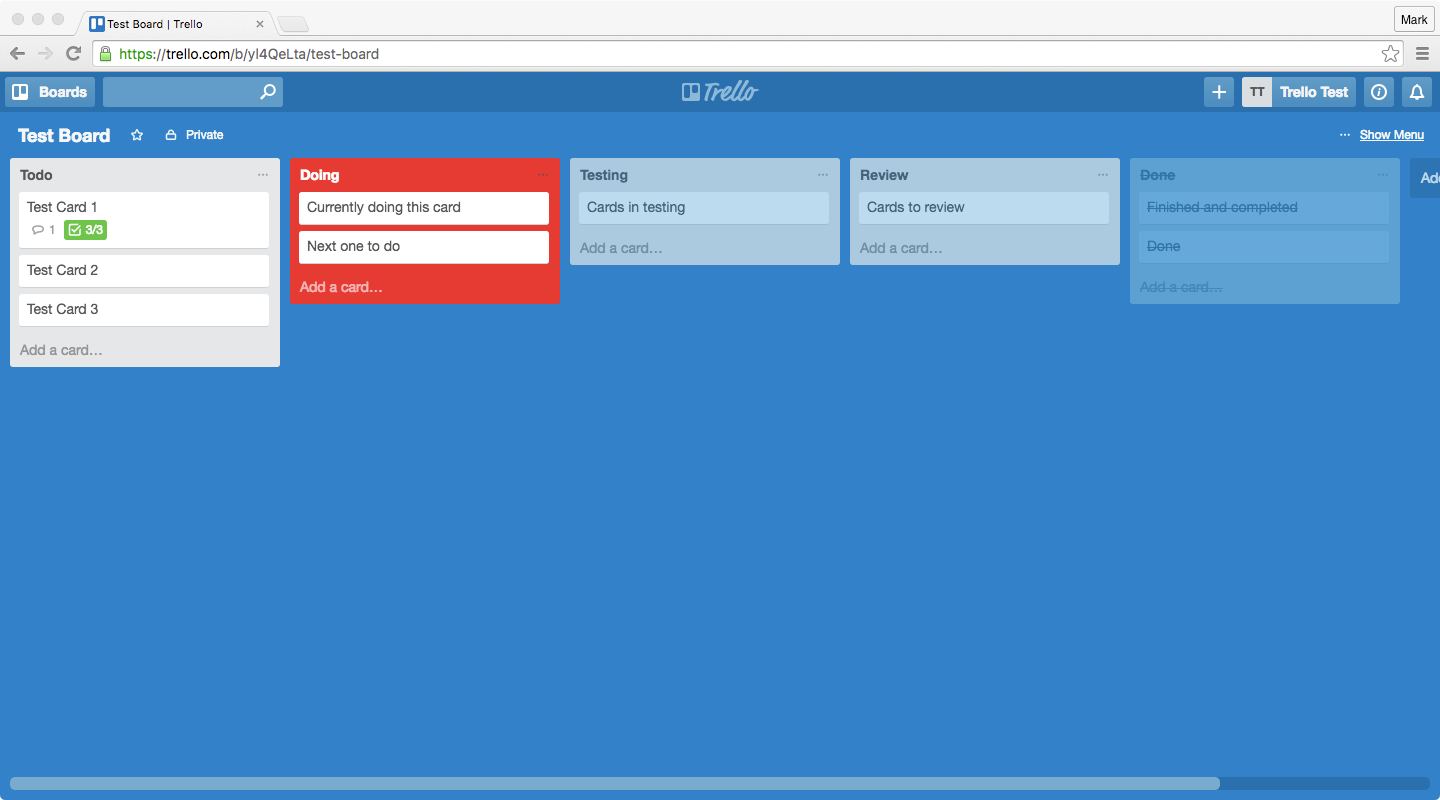 Test Board | Trello
Mark
https://trello.com/b/yl4QeLta/test-board
Boards
Trello
TT
Trello Test
Test Board
Private
... Show Menu
Todo
Test Card 1
1
3/3
Test Card 2
Test Card 3
Add a card…
Doing
Currently doing this card
Next one to do
Add a card…
Testing
Cards in testing
Add a card…
Review
Cards to review
Add a card…
Done
Finished and completed
Done
Add a card…
Add